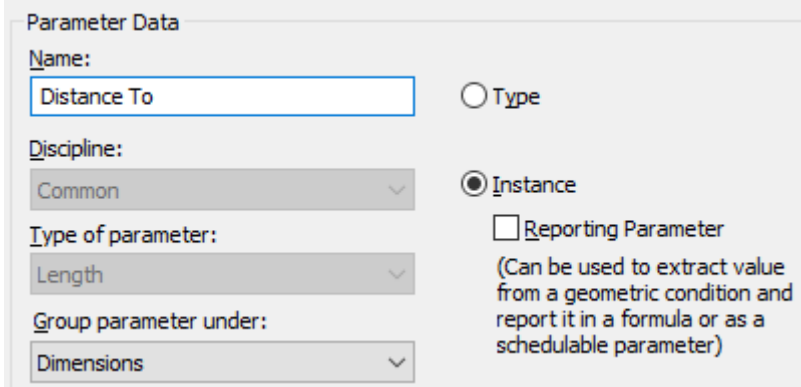 Parameter Data
Name:
Distance To
Type
Discipline:
Common
Instance
Type of parameter:
Reporting Parameter
Length
(Can be used to extract value
from a geometric condition and
report it in a formula or as a
schedulable parameter)
Group parameter under:
Dimensions